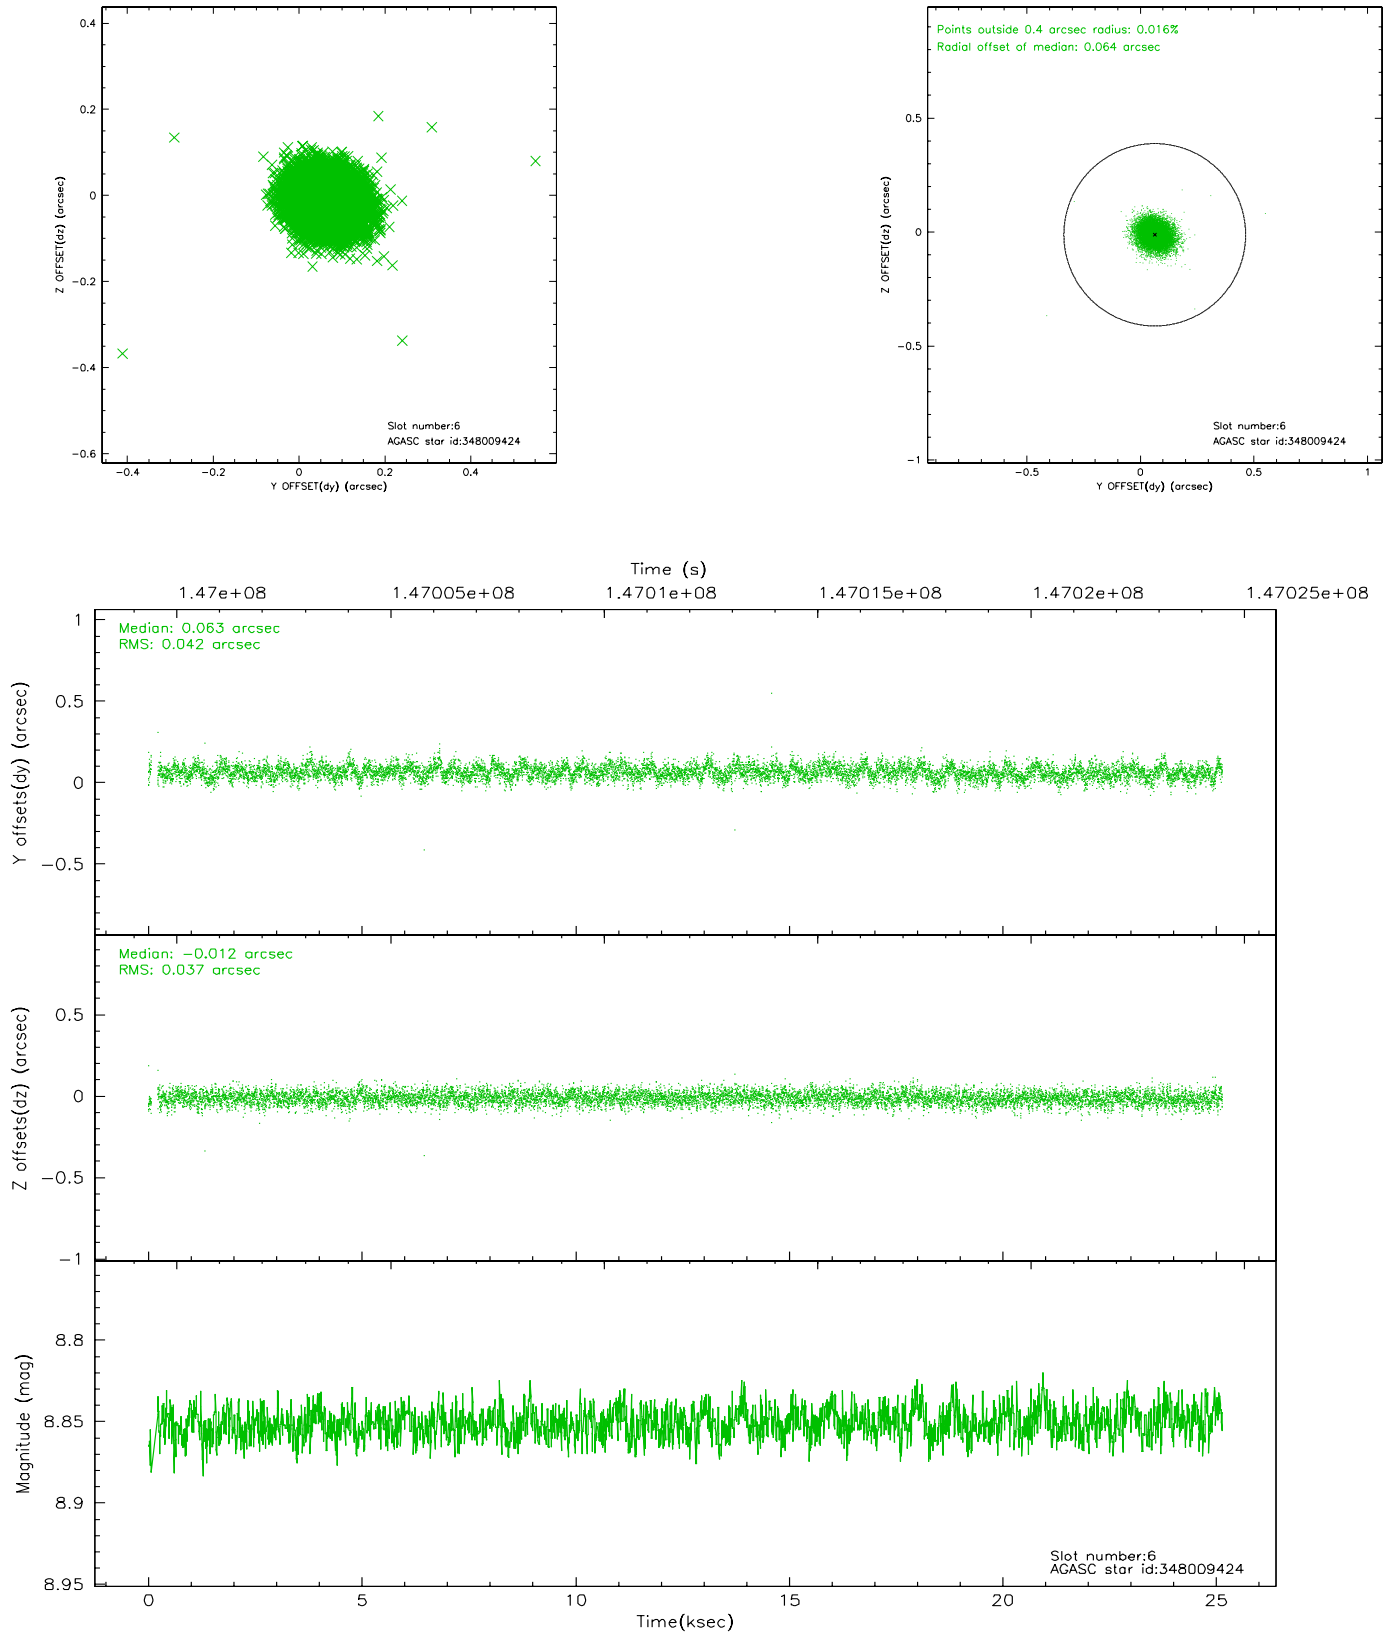 0.4
0.2
0
-0.2
-0.4
-0.6
Z OFFSET(dz) (arcsec)
Slot number:6
AGASC star id:348009424
-0.4 -0.2 0 0.2 0.4
Y OFFSET(dy) (arcsec)
Points outside 0.4 arcsec radius: 0.016%
Radial offset of median: 0.064 arcsec
0.5
0
-0.5
-1
Z OFFSET(dz) (arcsec)
Slot number:6
AGASC star id:348009424
-0.5 0 0.5 1
Y OFFSET(dy) (arcsec)
Time (s)
1.47e+08 1.47005e+08 1.4701e+08 1.47015e+08 1.4702e+08 1.47025e+08
Median: 0.063 arcsec
RMS: 0.042 arcsec
1
0.5
0
-0.5
Y offsets(dy) (arcsec)
Median: -0.012 arcsec
RMS: 0.037 arcsec
0.5
0
-0.5
-1
Z offsets(dz) (arcsec)
8.8
8.85
8.9
8.95
Magnitude (mag)
Slot number:6
AGASC star id:348009424
0 5 10 15 20 25
Time(ksec)